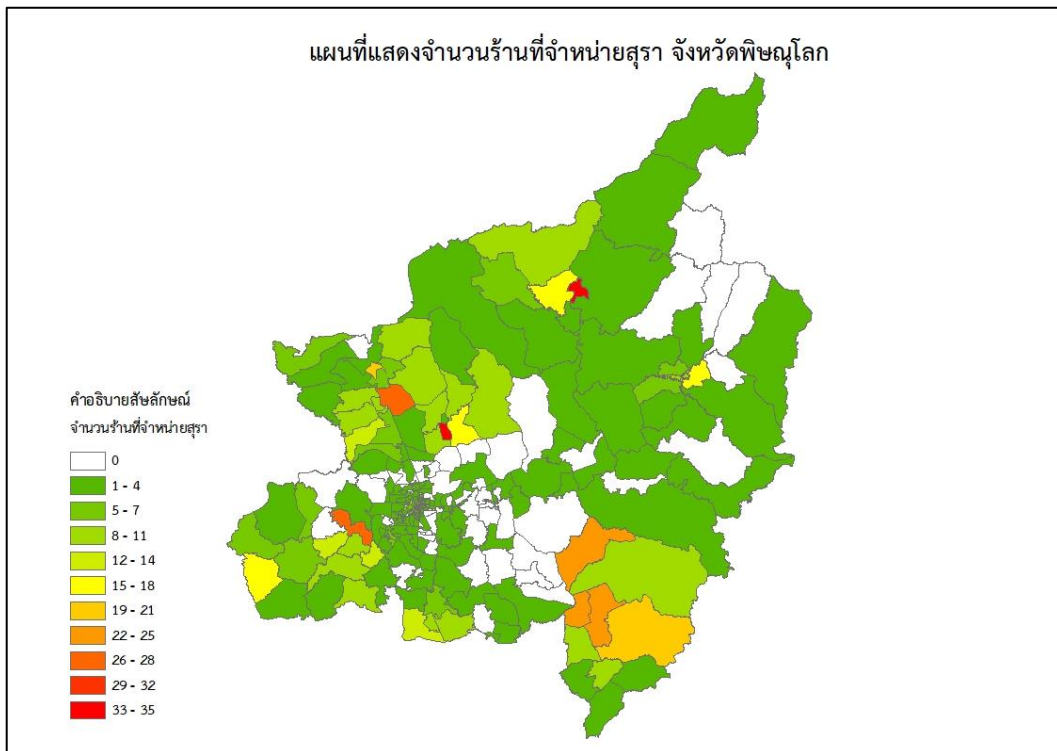 แผนที่แสดงจำนวนร้านที่จำหน่ายสุรา จังหวัดพิษณุโลก
คำอธิบายสัษลักษณ์
จำนวนร้านที่จำหน่ายสุรา
0
1 - 4
5 - 7
8 - 11
12 - 14
15 - 18
19 - 21
22 - 25
26 - 28
29 - 32
33 - 35